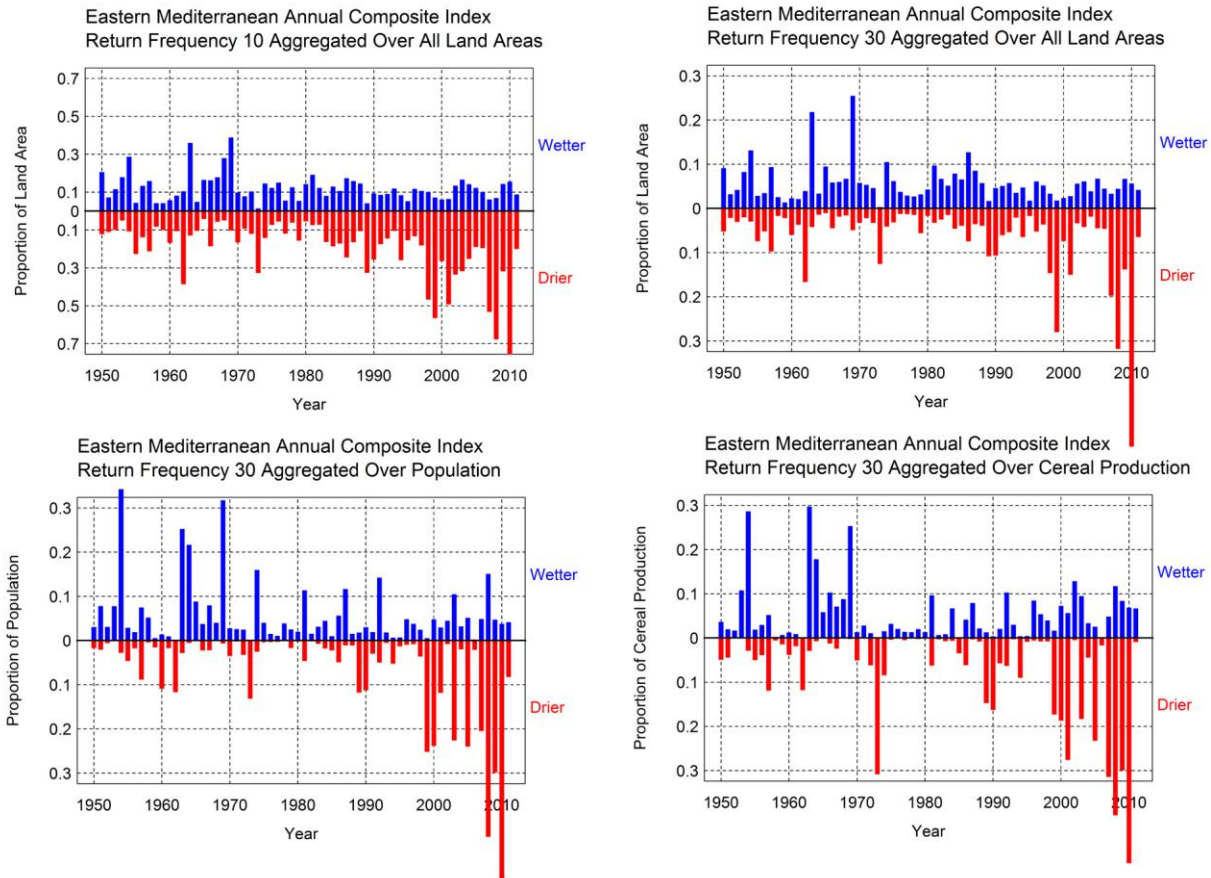 Eastern Mediterranean Annual Composite Index
Return Frequency 10 Aggregated Over All Land Areas
0.7
0.5
0.3
0.1
0
0.1
0.3
0.5
0.7
Proportion of Land Area
Wetter
Drier
1950 1960 1970 1980 1990 2000 2010
Year
Eastern Mediterranean Annual Composite Index
Return Frequency 30 Aggregated Over All Land Areas
0.3
0.2
0.1
0
0.1
0.2
0.3
Proportion of Land Area
Wetter
Drier
1950 1960 1970 1980 1990 2000 2010
Year
Eastern Mediterranean Annual Composite Index
Return Frequency 30 Aggregated Over Population
0.3
0.2
0.1
0
0.1
0.2
0.3
Proportion of Population
Wetter
Drier
1950 1960 1970 1980 1990 2000 2010
Year
Eastern Mediterranean Annual Composite Index
Return Frequency 30 Aggregated Over Cereal Production
0.3
0.2
0.1
0
0.1
0.2
0.3
Proportion of Cereal Production
Wetter
Drier
1950 1960 1970 1980 1990 2000 2010
Year